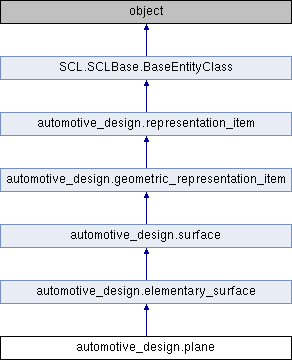 object
SCL.SCLBase.BaseEntityClass
automotive_design.representation_item
automotive_design.geometric_representation_item
automotive_design.surface
automotive_design.elementary_surface
automotive_design.plane